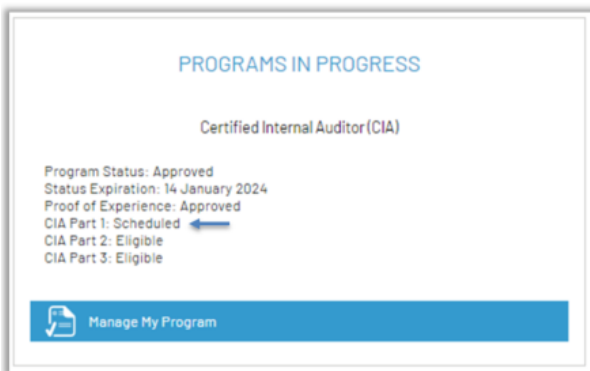 PROGRAMS IN PROGRESS
Certified Internal Auditor (CIA)
Program Status: Approved
Status Expiration: 14 January 2024
Proof of Experience: Approved
CIA Part 1: Scheduled
CIA Part 2: Eligible
CIA Part 3: Eligible
Manage My Program